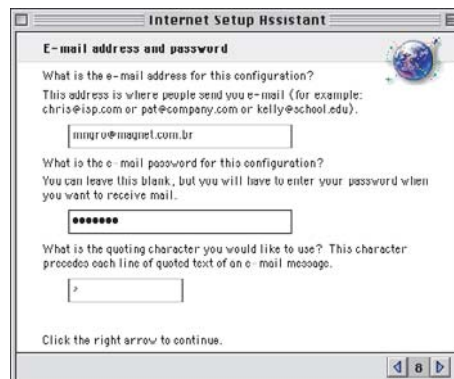 Internet Setup Assistant
E-mail address and password
What is the e-mail address for this configuration?
This address is where people send you e-mail (for example:
chris@isp.com or pat@company.com or kelly@school.edu).
mngro@magnet.com.br
What is the e-mail password for this configuration?
You can leave this blank, but you will have to enter your password when
you want to receive mail.
•••••••
What is the quoting character you would like to use? This character
precedes each line of quoted text of an e-mail message.
>
Click the right arrow to continue.
8